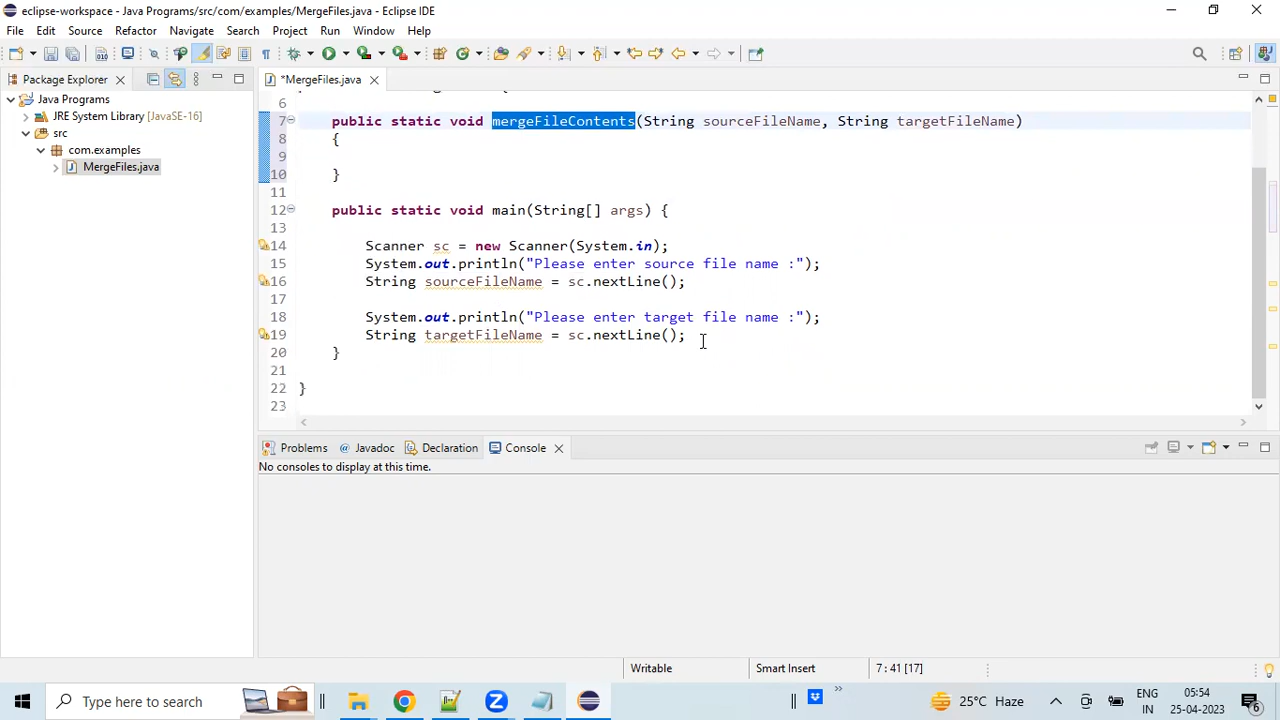 eclipse-workspace - Java Programs/src/com/examples/MergeFiles.java - Eclipse IDE
File Edit Source Refactor Navigate Search Project Run Window Help
Package Explorer
*MergeFiles.java
Java Programs
JRE System Library [JavaSE-16]
src
com.examples
MergeFiles.java
6
7 public static void mergeFileContents(String sourceFileName, String targetFileName)
8 {
9
10 }
11
12 public static void main(String[] args) {
13
14 Scanner sc = new Scanner(System.in);
15 System.out.println("Please enter source file name :");
16 String sourceFileName = sc.nextLine();
17
18 System.out.println("Please enter target file name :");
19 String targetFileName = sc.nextLine();
20 }
21
22 }
23
Problems @ Javadoc Declaration Console
No consoles to display at this time.
Writable Smart Insert 7 : 41 [17]
Type here to search
25°C Haze
ENG
IN
0:34
25-04-2023
6